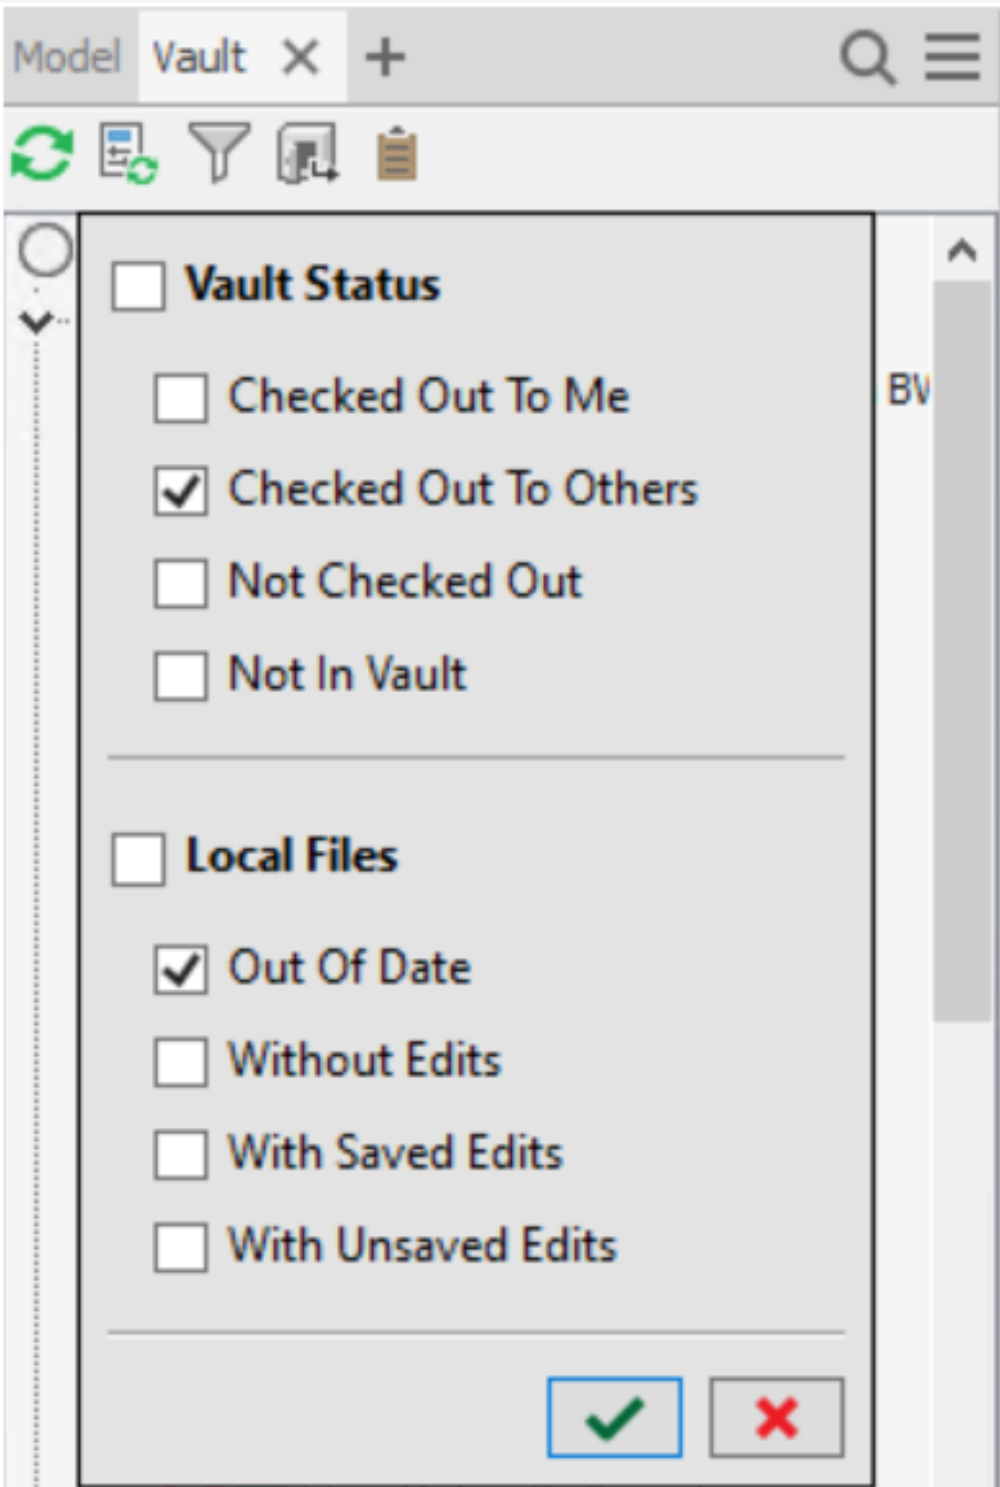 Model Vault
Vault Status
Checked Out To Me
BV
Checked Out To Others
Not Checked Out
Not In Vault
Local Files
Out Of Date
Without Edits
With Saved Edits
With Unsaved Edits